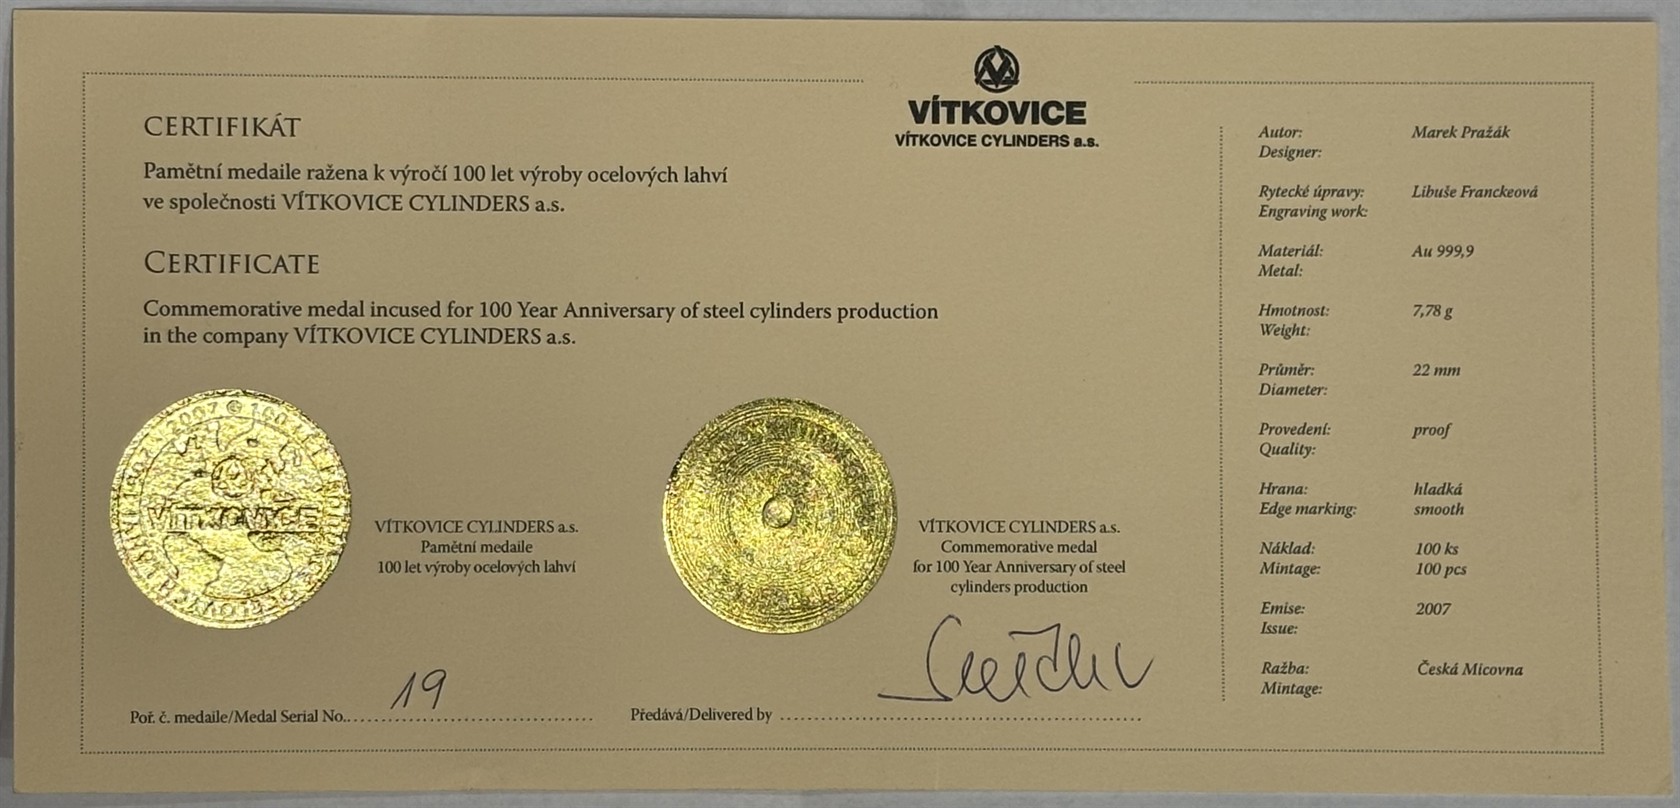 VÍTKOVICE
VÍTKOVICE CYLINDERS a.s.
CERTIFIKÁT
Pamětní medaile ražena k výročí 100 let výroby ocelových lahví
ve společnosti VÍTKOVICE CYLINDERS a.s.
CERTIFICATE
Commemorative medal incused for 100 Year Anniversary of steel cylinders production
in the company VÍTKOVICE CYLINDERS a.s.
VÍTKOVICE
VÍTKOVICE CYLINDERS a.s.
Pamětní medaile
100 let výroby ocelových lahví
VÍTKOVICE CYLINDERS a.s.
Commemorative medal
for 100 Year Anniversary of steel
cylinders production
Poř. č. medaile/Medal Serial No. 19
Předává/Delivered by
Autor: Marek Pražák
Designer:
Rytecké úpravy: Libuše Franckeová
Engraving work:
Materiál: Au 999,9
Metal:
Hmotnost: 7,78 g
Weight:
Průměr: 22 mm
Diameter:
Provedení: proof
Quality:
Hrana: hladká
Edge marking: smooth
Náklad: 100 ks
Mintage: 100 pcs
Emise: 2007
Issue:
Ražba: Česká Micovna
Mintage: